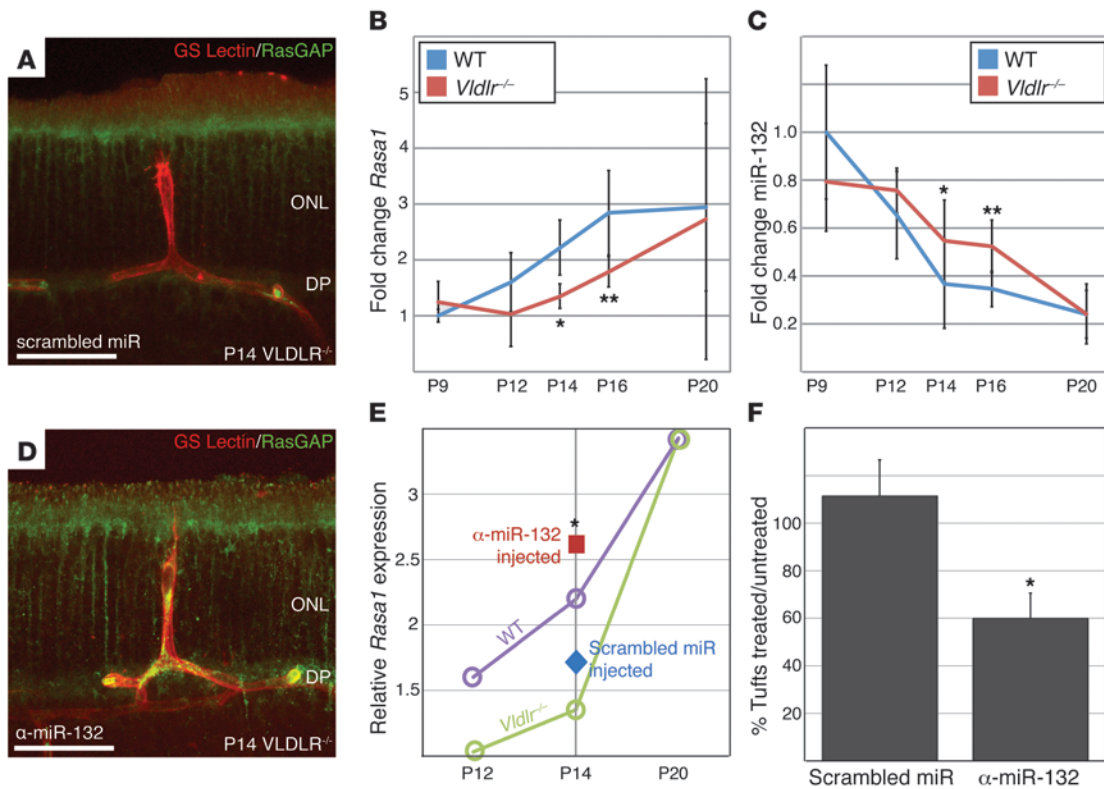 A
GS Lectin/RasGAP
ONL
DP
scrambled miR
P14 VLDLR-/-
B
WT
Vldlr-/-
Fold change Rasa1
5
4
3
2
1
P9
P12
P14
P16
P20
*
**
C
WT
Vldlr-/-
Fold change miR-132
1.0
0.8
0.6
0.4
0.2
P9
P12
P14
P16
P20
*
**
D
GS Lectin/RasGAP
ONL
DP
α-miR-132
P14 VLDLR-/-
E
Relative Rasa1 expression
3
2.5
2
1.5
*
α-miR-132
injected
WT
Scrambled miR
injected
Vldlr-/-
P12
P14
P20
F
% Tufts treated/untreated
100
80
60
40
20
*
Scrambled miR
α-miR-132